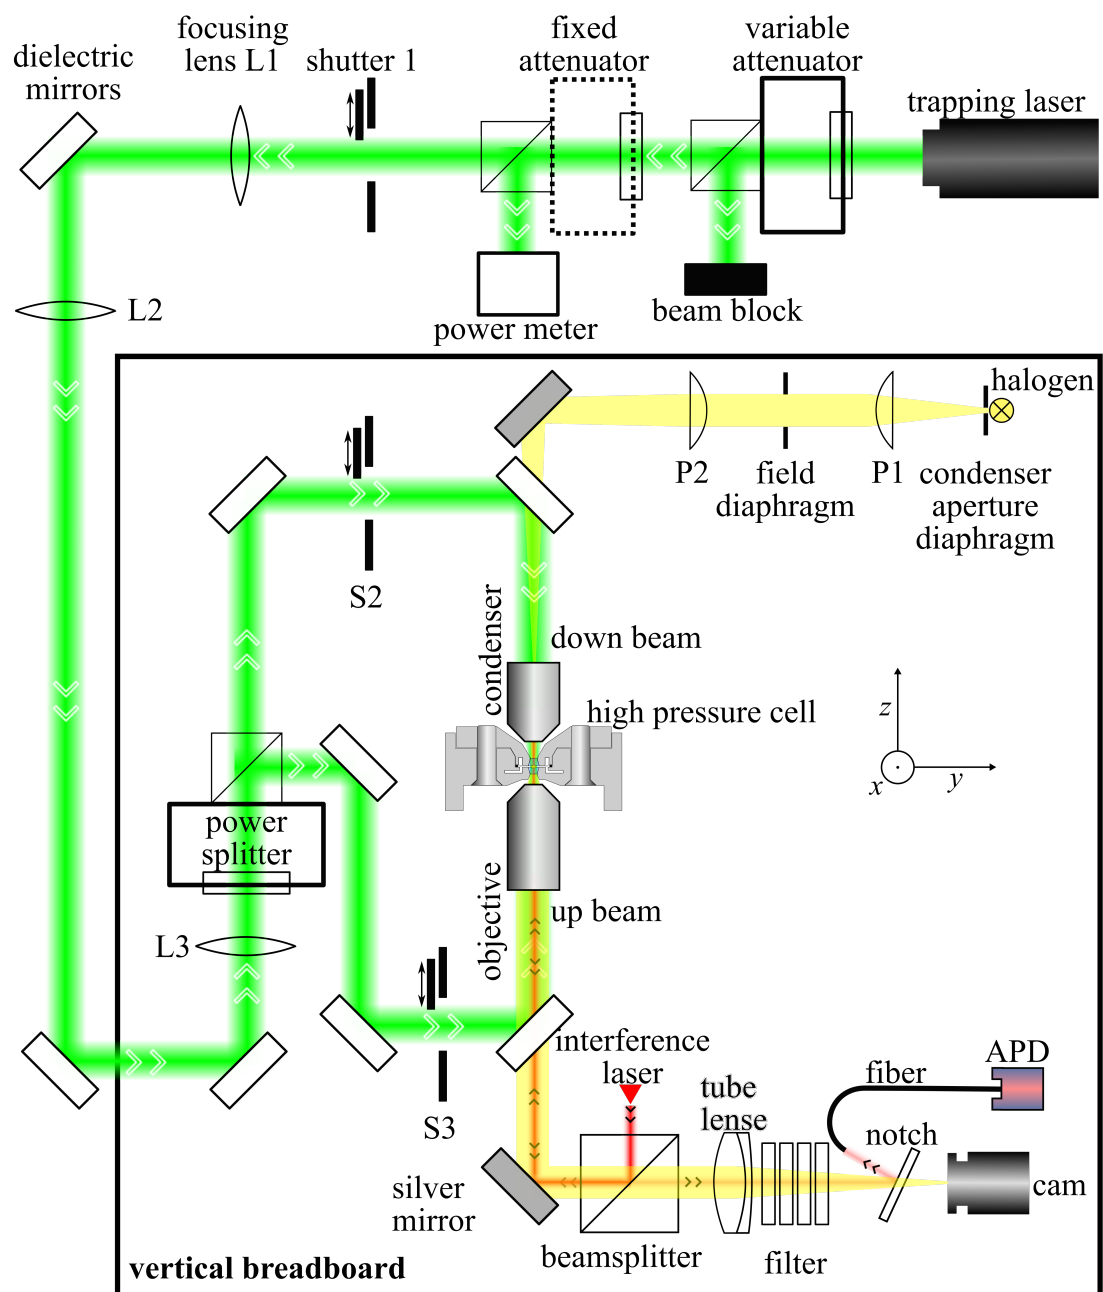 dielectric
mirrors
focusing
lens L1
shutter 1
fixed
attenuator
variable
attenuator
trapping laser
L2
power meter
beam block
halogen
P2
field
diaphragm
P1
condenser
aperture
diaphragm
S2
condenser
down beam
high pressure cell
z
x
y
power
splitter
objective
up beam
L3
S3
interference
laser
tube
lense
fiber
APD
notch
cam
silver
mirror
beamsplitter
filter
vertical breadboard